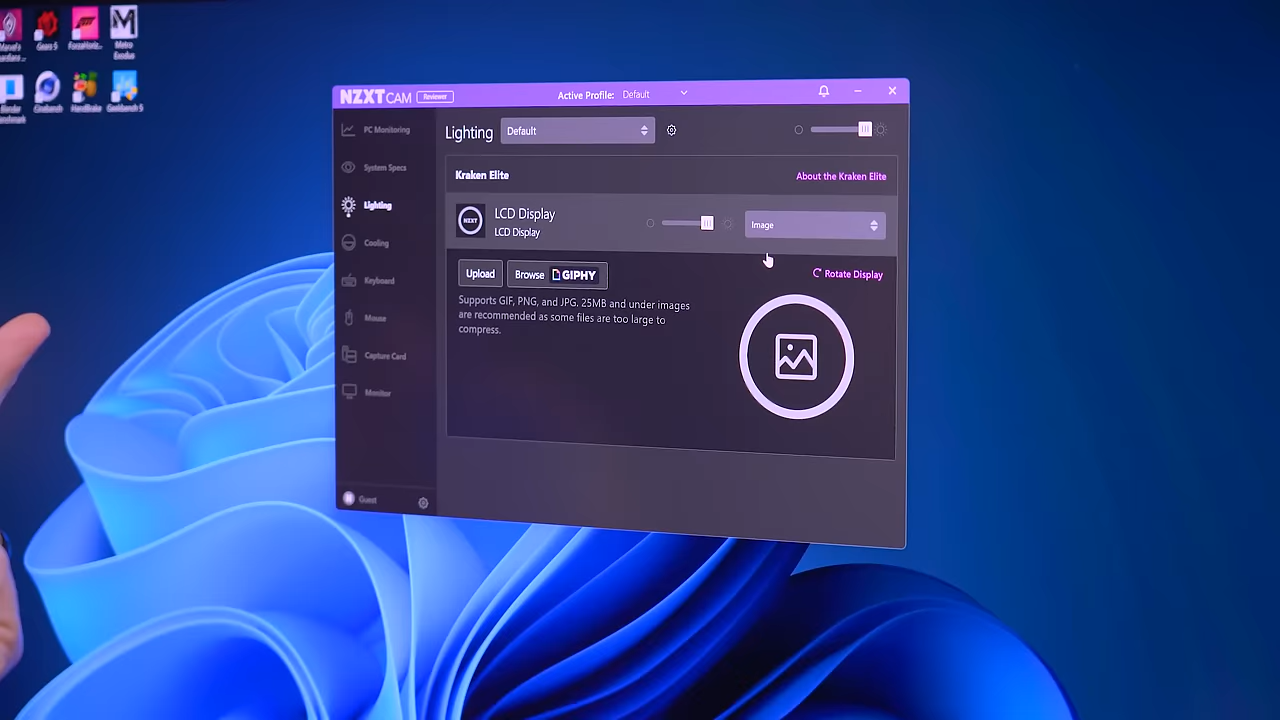 Gears 5
ForzaHoriz...
Metro
Exodus
Cinebench
HandBrake
Geekbench 5
NZXT CAM
Reviewer
Active Profile: Default
PC Monitoring
System Specs
Lighting
Cooling
Keyboard
Mouse
Capture Card
Monitor
Guest
Lighting
Default
Kraken Elite
About the Kraken Elite
NZXT
LCD Display
LCD Display
Image
Upload
Browse GIPHY
Rotate Display
Supports GIF, PNG, and JPG. 25MB and under images
are recommended as some files are too large to
compress.